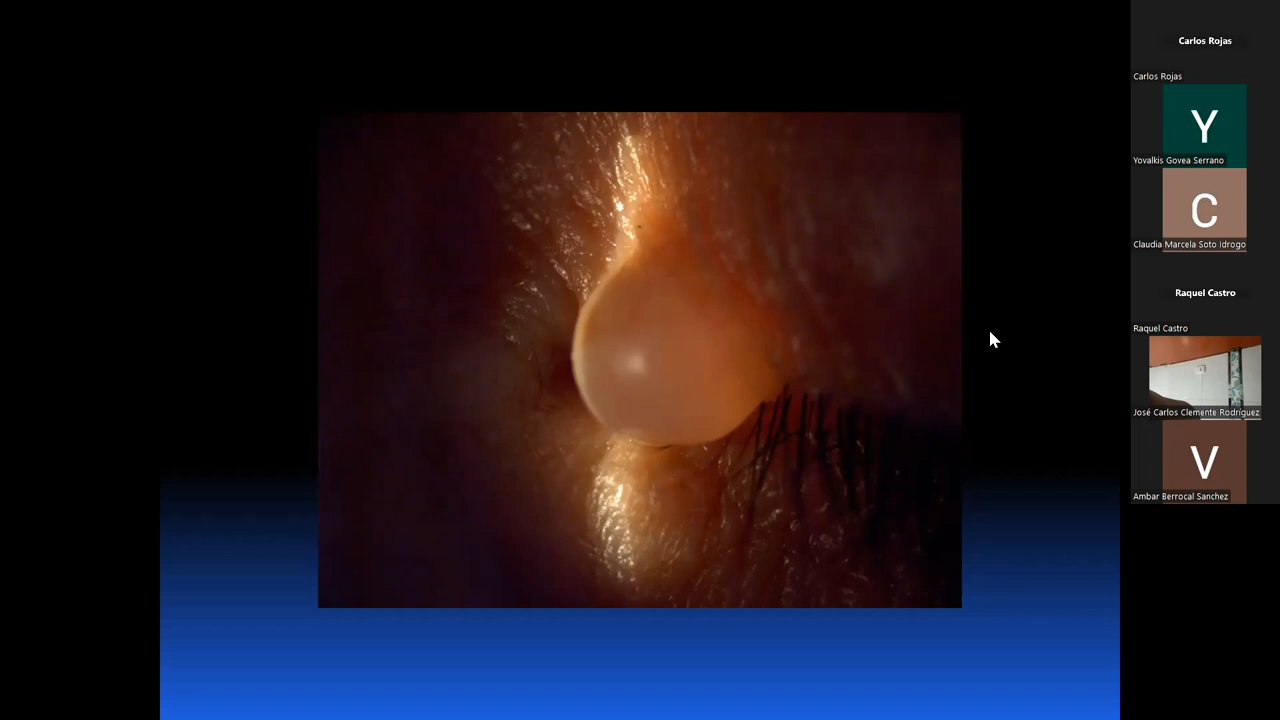 Carlos Rojas
Carlos Rojas
Y
Yovalkis Govea Serrano
C
Claudia Marcela Soto Idrogo
Raquel Castro
Raquel Castro
José Carlos Clemente Rodríguez
V
Ambar Berrocal Sanchez